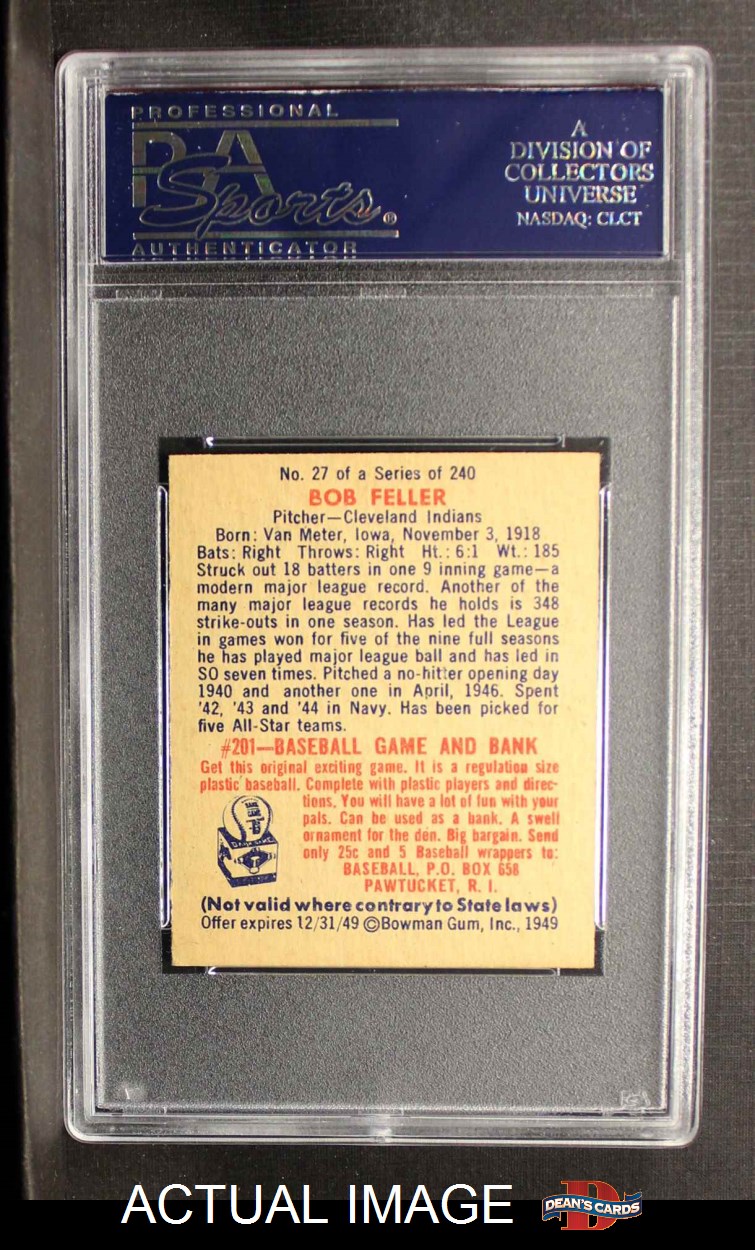 PROFESSIONAL
PSA
Sports®
AUTHENTICATOR
A
DIVISION OF
COLLECTORS
UNIVERSE
NASDAQ: CLCT
No. 27 of a Series of 240
BOB FELLER
Pitcher—Cleveland Indians
Born: Van Meter, Iowa, November 3, 1918
Bats: Right Throws: Right Ht.: 6:1 Wt.: 185
Struck out 18 batters in one 9 inning game—a
modern major league record. Another of the
many major league records he holds is 348
strike-outs in one season. Has led the League
in games won for five of the nine full seasons
he has played major league ball and has led in
SO seven times. Pitched a no-hitter opening day
1940 and another one in April, 1946. Spent
'42, '43 and '44 in Navy. Has been picked for
five All-Star teams.
#201—BASEBALL GAME AND BANK
Get this original exciting game. It is a regulation size
plastic baseball. Complete with plastic players and direc-
tions. You will have a lot of fun with your
pals. Can be used as a bank. A swell
ornament for the den. Big bargain. Send
only 25c and 5 Baseball wrappers to:
BASEBALL, P.O. BOX 658
PAWTUCKET, R. I.
(Not valid where contrary to State laws)
Offer expires 12/31/49 ©Bowman Gum, Inc., 1949
ACTUAL IMAGE
DEAN'S CARDS